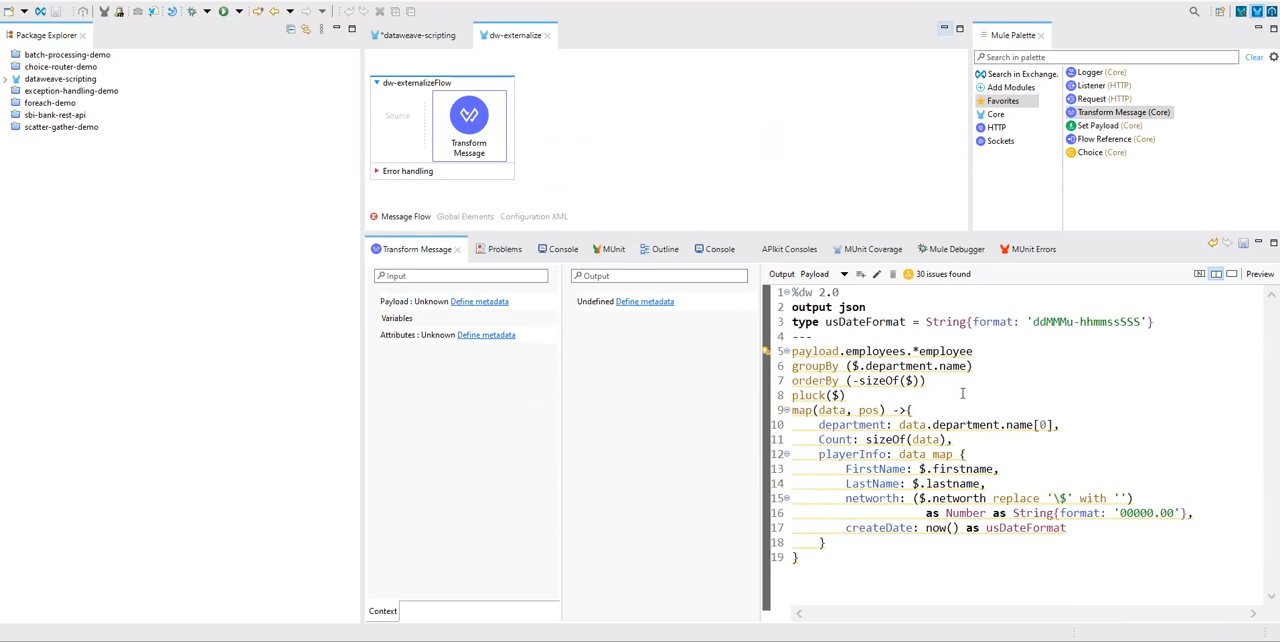 Package Explorer
*dataweave-scripting
dw-externalize
Mule Palette
batch-processing-demo
choice-router-demo
dataweave-scripting
exception-handling-demo
foreach-demo
sbi-bank-rest-api
scatter-gather-demo
dw-externalizeFlow
Source
Transform
Message
Error handling
Message Flow
Global Elements
Configuration XML
Search in palette
Clear
Search in Exchange.
Add Modules
Favorites
Core
HTTP
Sockets
Logger (Core)
Listener (HTTP)
Request (HTTP)
Transform Message (Core)
Set Payload (Core)
Flow Reference (Core)
Choice (Core)
Transform Message
Problems
Console
MUnit
Outline
Console
APIkit Consoles
MUnit Coverage
Mule Debugger
MUnit Errors
Input
Output
Output Payload
30 issues found
Preview
Payload : Unknown Define metadata
Variables
Attributes : Unknown Define metadata
Undefined Define metadata
Context
1 %dw 2.0
2 output json
3 type usDateFormat = String{format: 'ddMMMu-hhmmssSSS'}
4 ---
5 payload.employees.*employee
6 groupBy ($.department.name)
7 orderBy (-sizeOf($))
8 pluck($)
9 map(data, pos) ->{
10 department: data.department.name[0],
11 Count: sizeOf(data),
12 playerInfo: data map {
13 FirstName: $.firstname,
14 LastName: $.lastname,
15 networth: ($.networth replace '\$' with '')
16 as Number as String{format: '00000.00'},
17 createDate: now() as usDateFormat
18 }
19 }